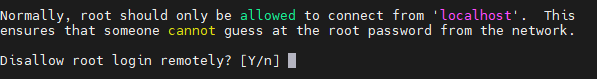 Normally, root should only be allowed to connect from 'localhost'.  This
ensures that someone cannot guess at the root password from the network.
Disallow root login remotely? [Y/n]